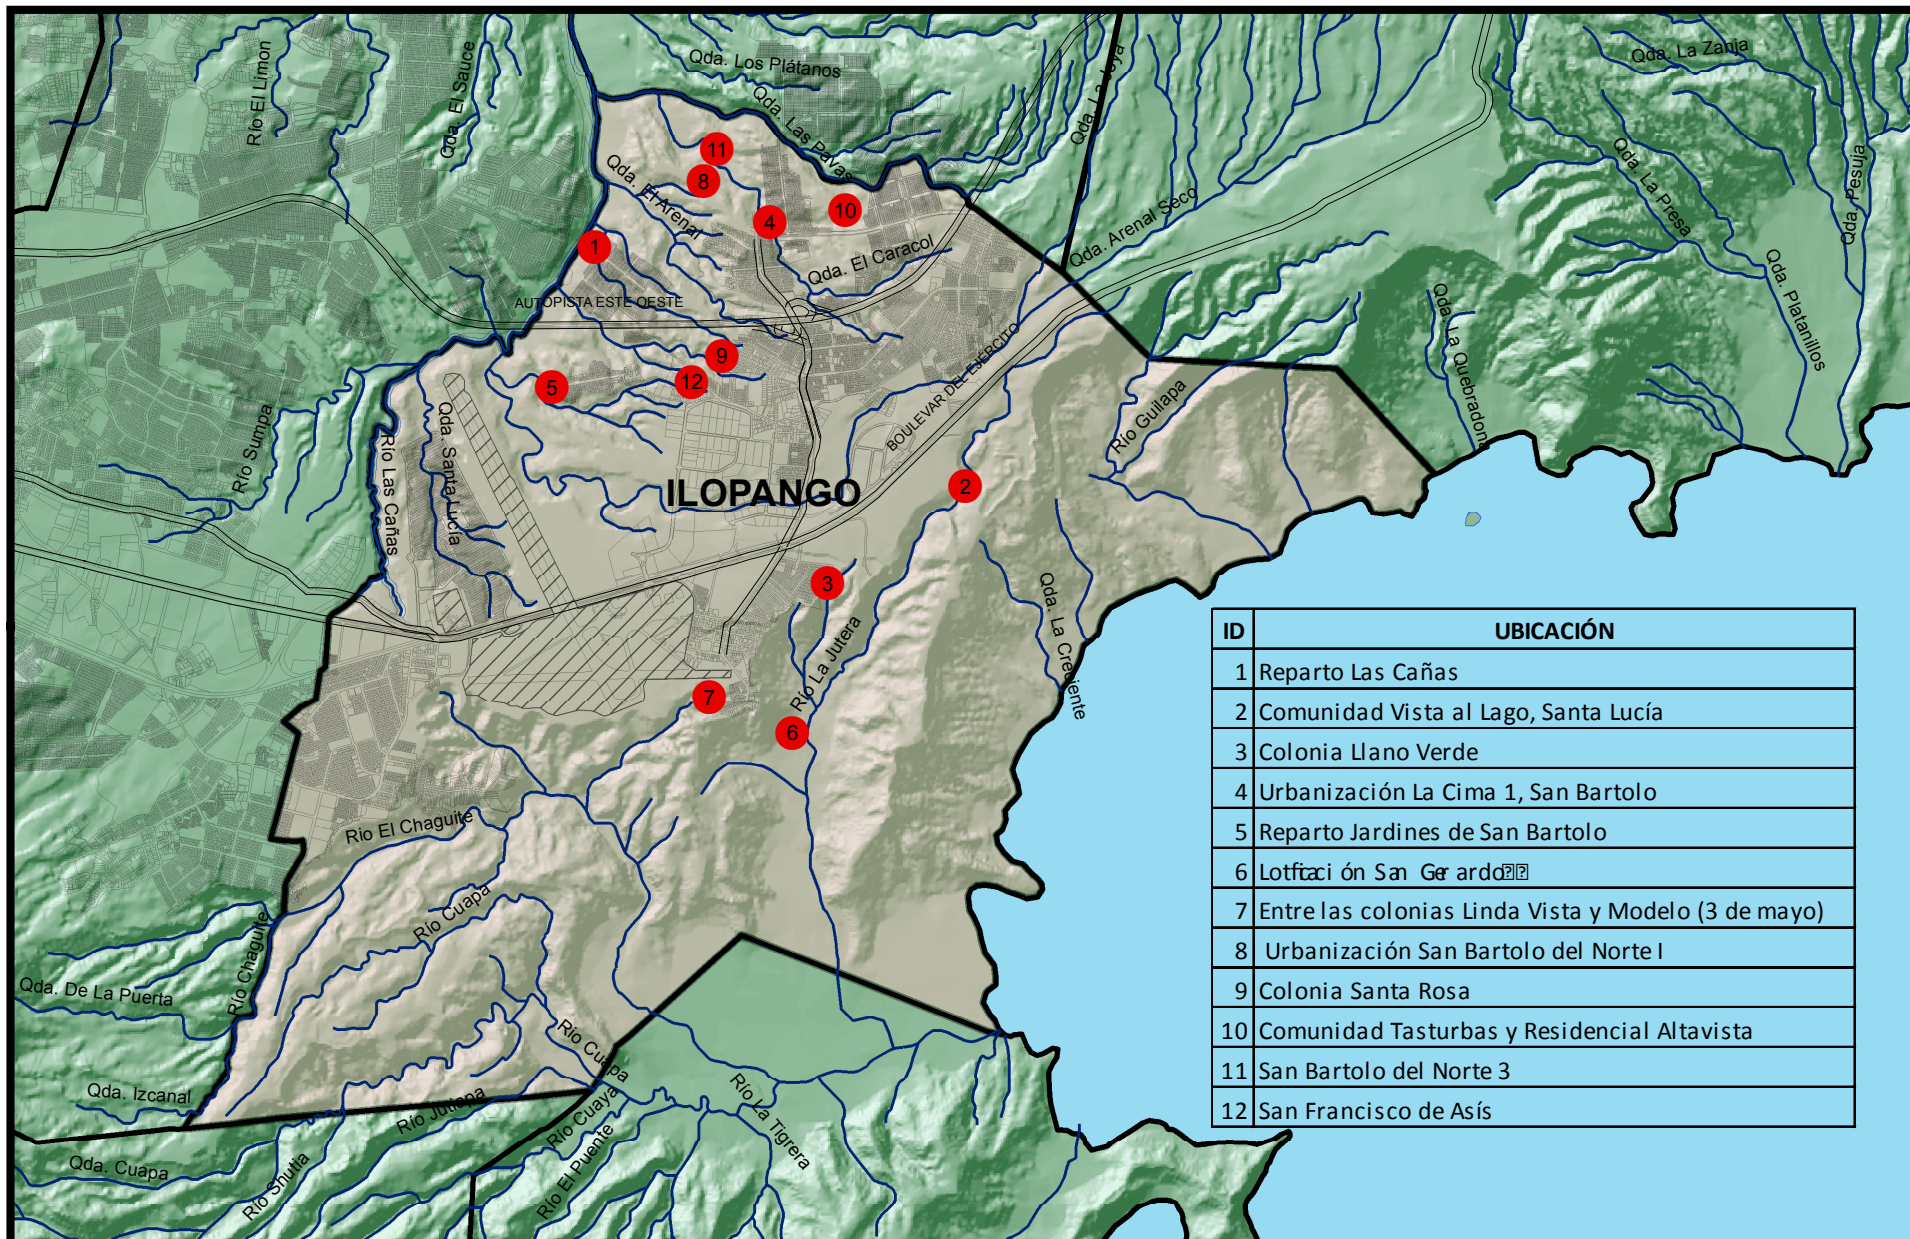 Río El Limon
Qda. El Sauce
Qda. Los Plátanos
Qda. Las Pavas
Qda. La Joya
Qda. La Zanja
Qda. La Presa
Qda. Pesuja
Qda. Platanillos
Qda. La Quebradona
Qda. Arenal Seco
Qda. El Arenal
Qda. El Caracol
11
8
10
4
1
AUTOPISTA ESTE OESTE
9
12
5
BOULEVAR DEL EJERCITO
Río Guilapa
Río Sumpa
Río Las Cañas
Qda. Santa Lucía
ILOPANGO
2
3
Qda. La Creciente
Río La Jutera
7
6
Rio El Chaguite
Río Cuapa
Río Chaguite
Qda. De La Puerta
Qda. Izcanal
Qda. Cuapa
Río Cuapa
Río Jutiapa
Río Cuaya
Río El Puente
Río Shutia
Río La Tigrera
ID UBICACIÓN
1 Reparto Las Cañas
2 Comunidad Vista al Lago, Santa Lucía
3 Colonia Llano Verde
4 Urbanización La Cima 1, San Bartolo
5 Reparto Jardines de San Bartolo
6 Lotficaci ón San Ger ardo⍰⍰
7 Entre las colonias Linda Vista y Modelo (3 de mayo)
8 Urbanización San Bartolo del Norte I
9 Colonia Santa Rosa
10 Comunidad Tasturbas y Residencial Altavista
11 San Bartolo del Norte 3
12 San Francisco de Asís